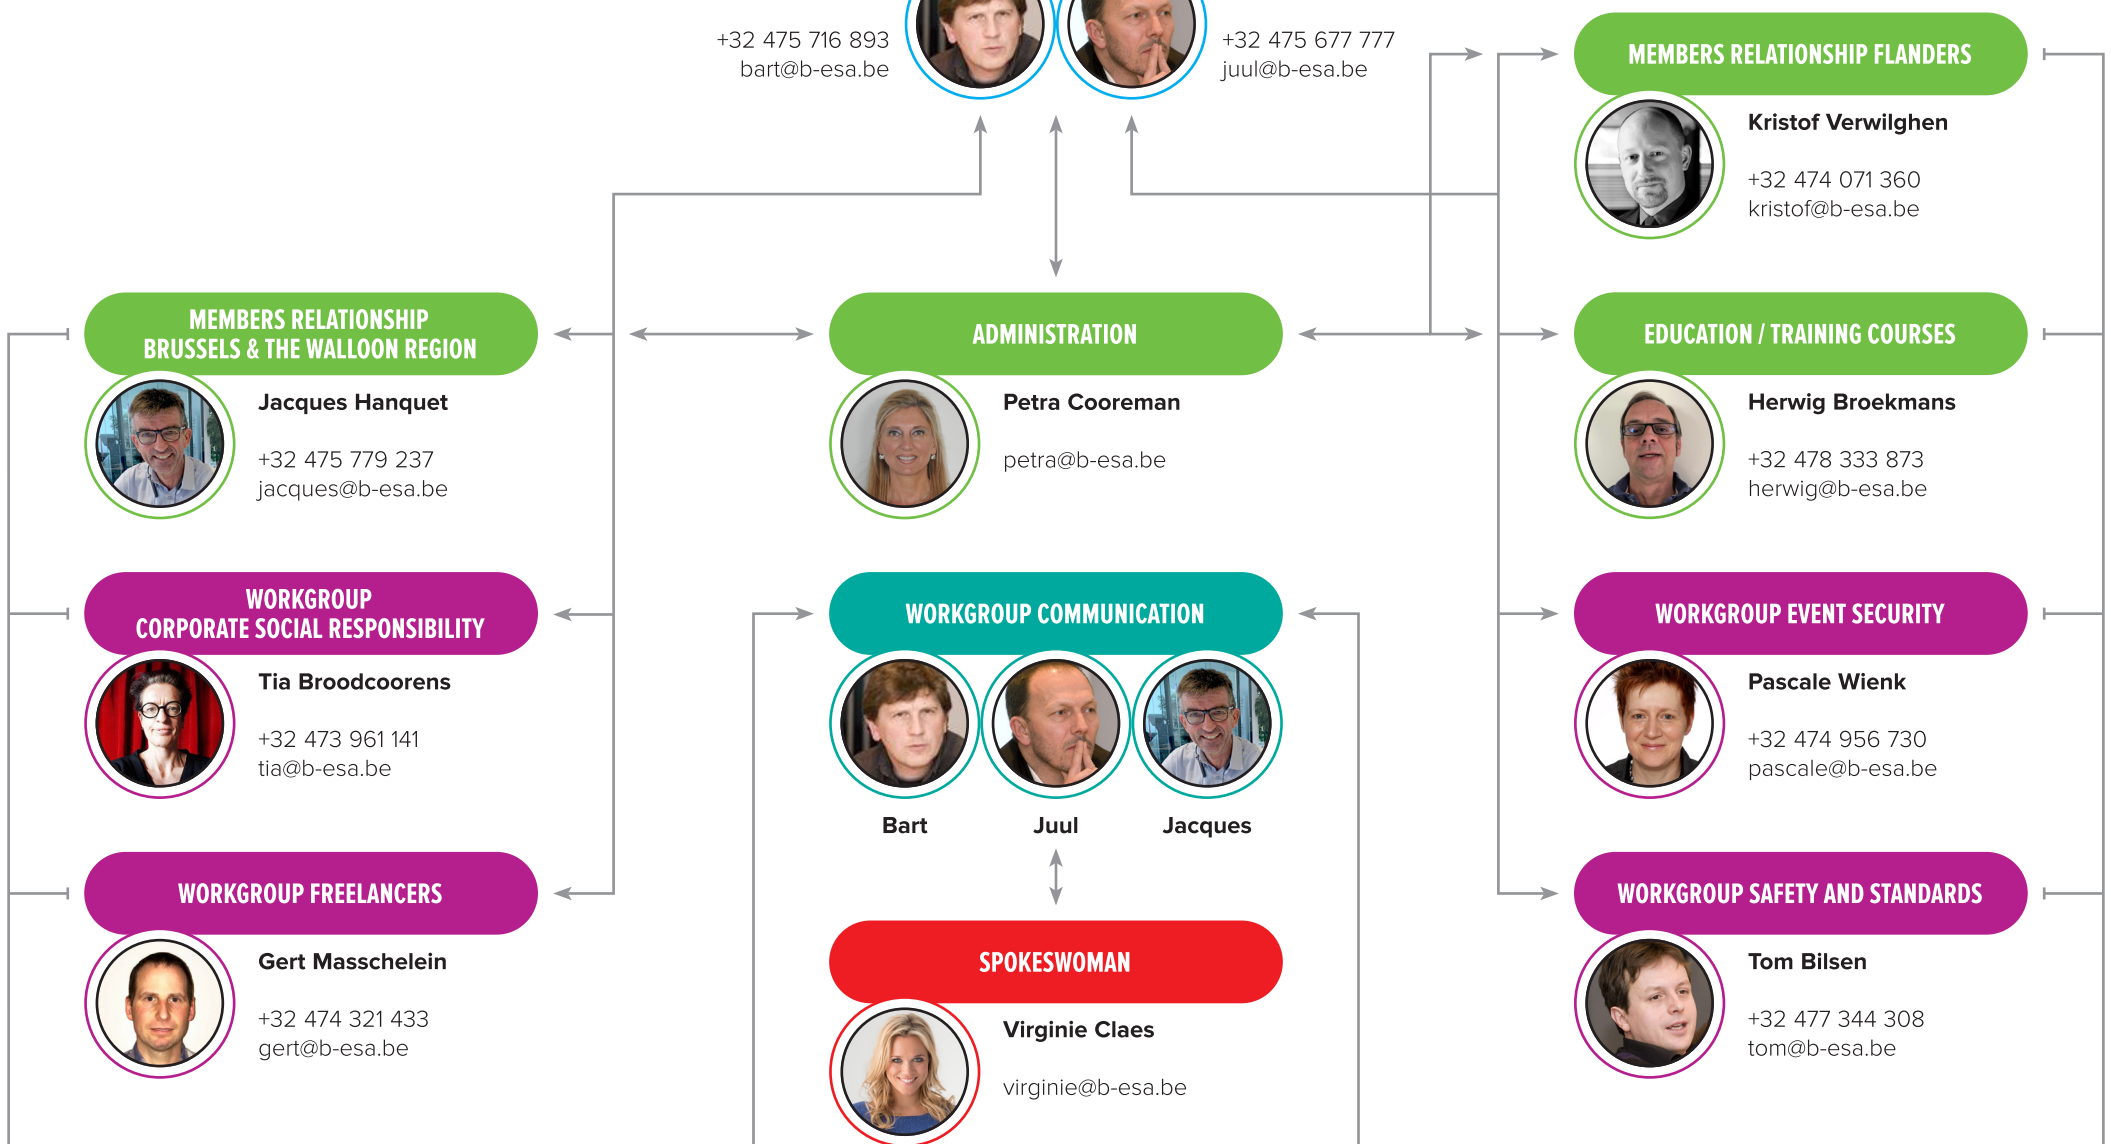 +32 475 716 893
bart@b-esa.be
+32 475 677 777
juul@b-esa.be
MEMBERS RELATIONSHIP FLANDERS
Kristof Verwilghen
+32 474 071 360
kristof@b-esa.be
MEMBERS RELATIONSHIP
BRUSSELS & THE WALLOON REGION
Jacques Hanquet
+32 475 779 237
jacques@b-esa.be
ADMINISTRATION
Petra Cooreman
petra@b-esa.be
EDUCATION / TRAINING COURSES
Herwig Broekmans
+32 478 333 873
herwig@b-esa.be
WORKGROUP
CORPORATE SOCIAL RESPONSIBILITY
Tia Broodcoorens
+32 473 961 141
tia@b-esa.be
WORKGROUP COMMUNICATION
Bart
Juul
Jacques
WORKGROUP EVENT SECURITY
Pascale Wienk
+32 474 956 730
pascale@b-esa.be
WORKGROUP FREELANCERS
Gert Masschelein
+32 474 321 433
gert@b-esa.be
SPOKESWOMAN
Virginie Claes
virginie@b-esa.be
WORKGROUP SAFETY AND STANDARDS
Tom Bilsen
+32 477 344 308
tom@b-esa.be